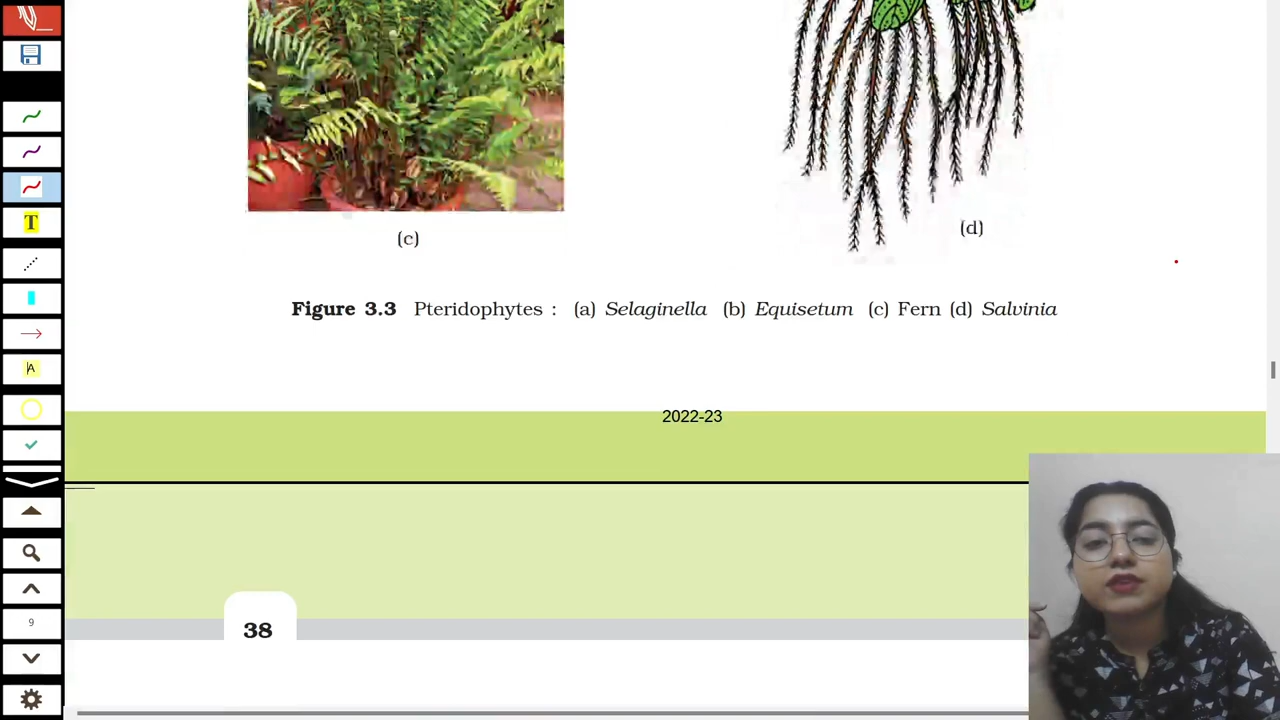 T
A
9
(c)
(d)
Figure 3.3 Pteridophytes : (a) Selaginella (b) Equisetum (c) Fern (d) Salvinia
2022-23
38